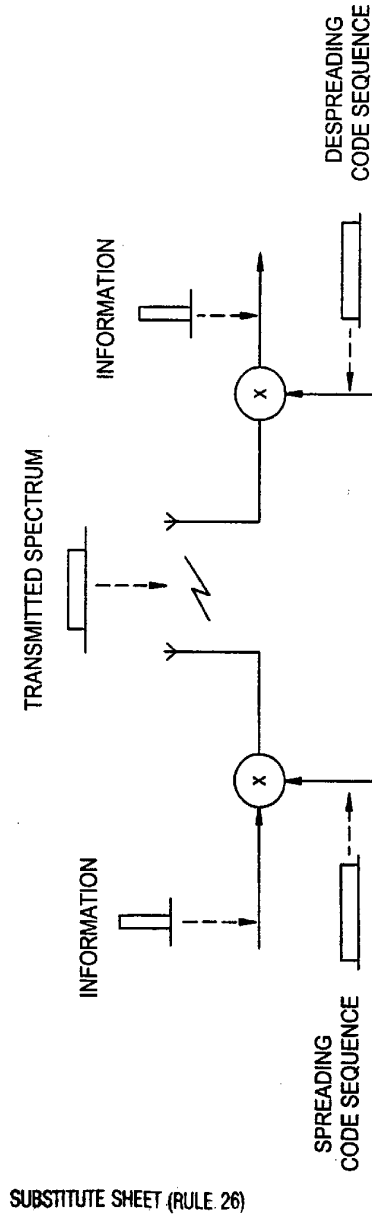 TRANSMITTED SPECTRUM
INFORMATION
INFORMATION
X
X
SPREADING
CODE SEQUENCE
DESPREADING
CODE SEQUENCE
SUBSTITUTE SHEET (RULE 26)